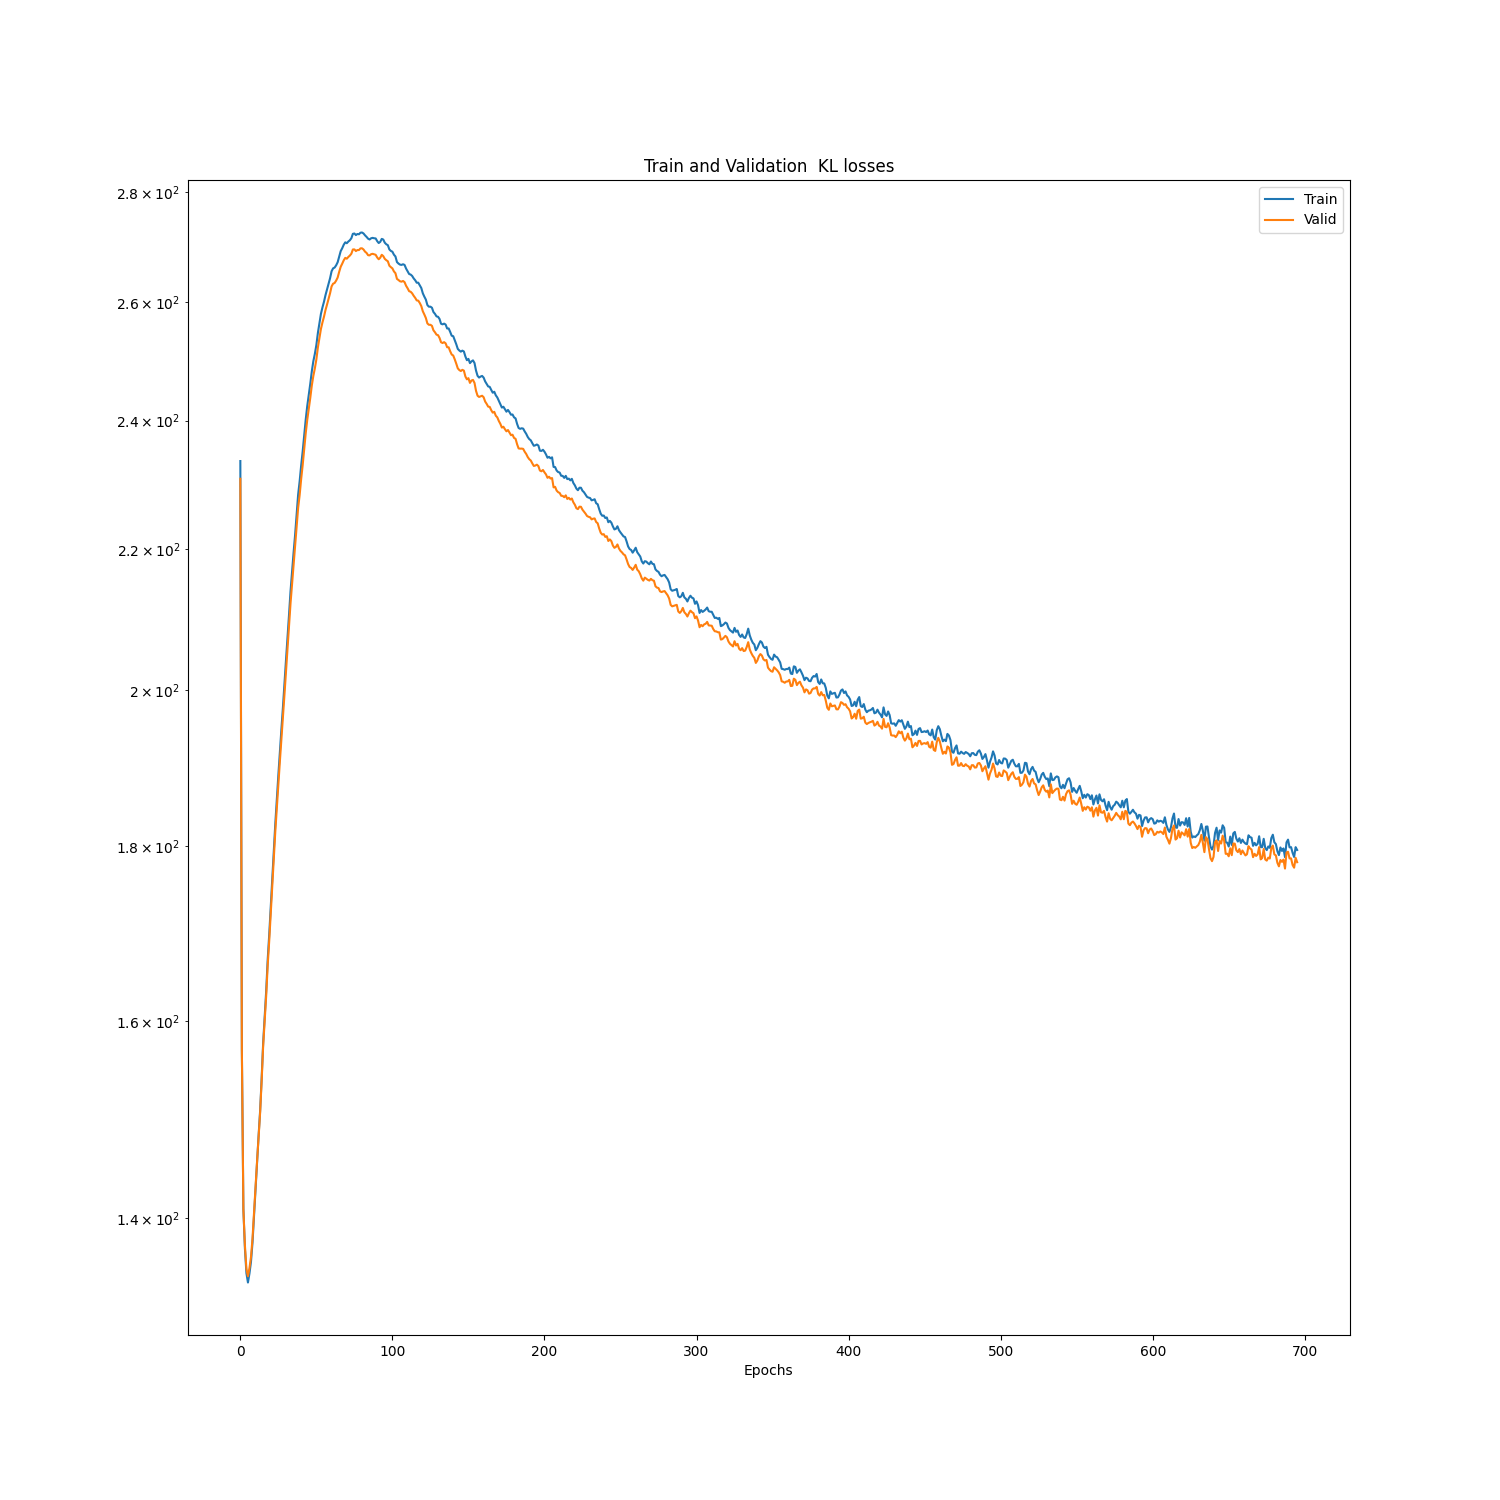 Train and Validation  KL losses
Train
Valid
2.8 × 10²
2.6 × 10²
2.4 × 10²
2.2 × 10²
2 × 10²
1.8 × 10²
1.6 × 10²
1.4 × 10²
0 100 200 300 400 500 600 700
Epochs